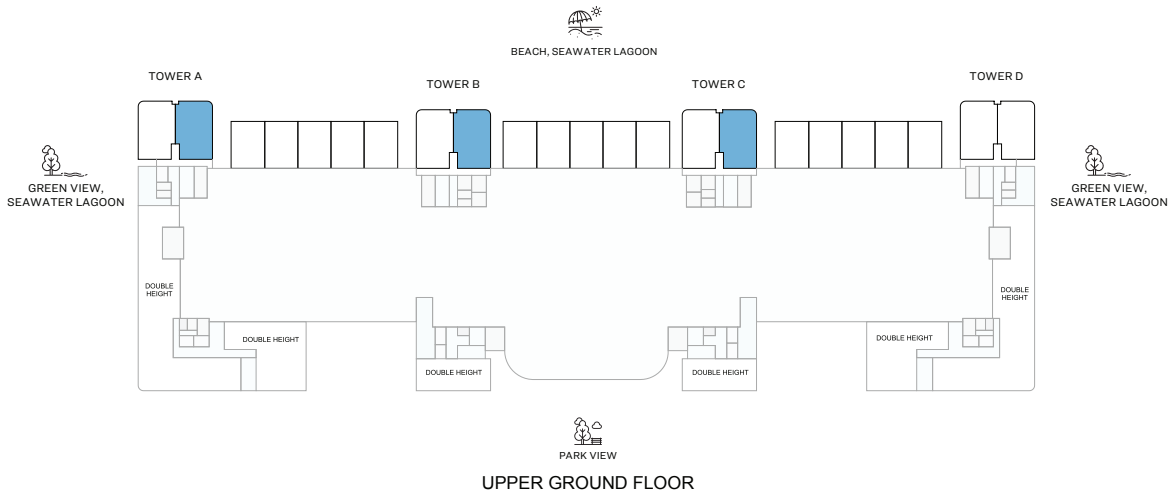 BEACH, SEAWATER LAGOON
TOWER A
TOWER B
TOWER C
TOWER D
GREEN VIEW,
SEAWATER LAGOON
GREEN VIEW,
SEAWATER LAGOON
DOUBLE
HEIGHT
DOUBLE
HEIGHT
DOUBLE HEIGHT
DOUBLE HEIGHT
DOUBLE HEIGHT
DOUBLE HEIGHT
PARK VIEW
UPPER GROUND FLOOR